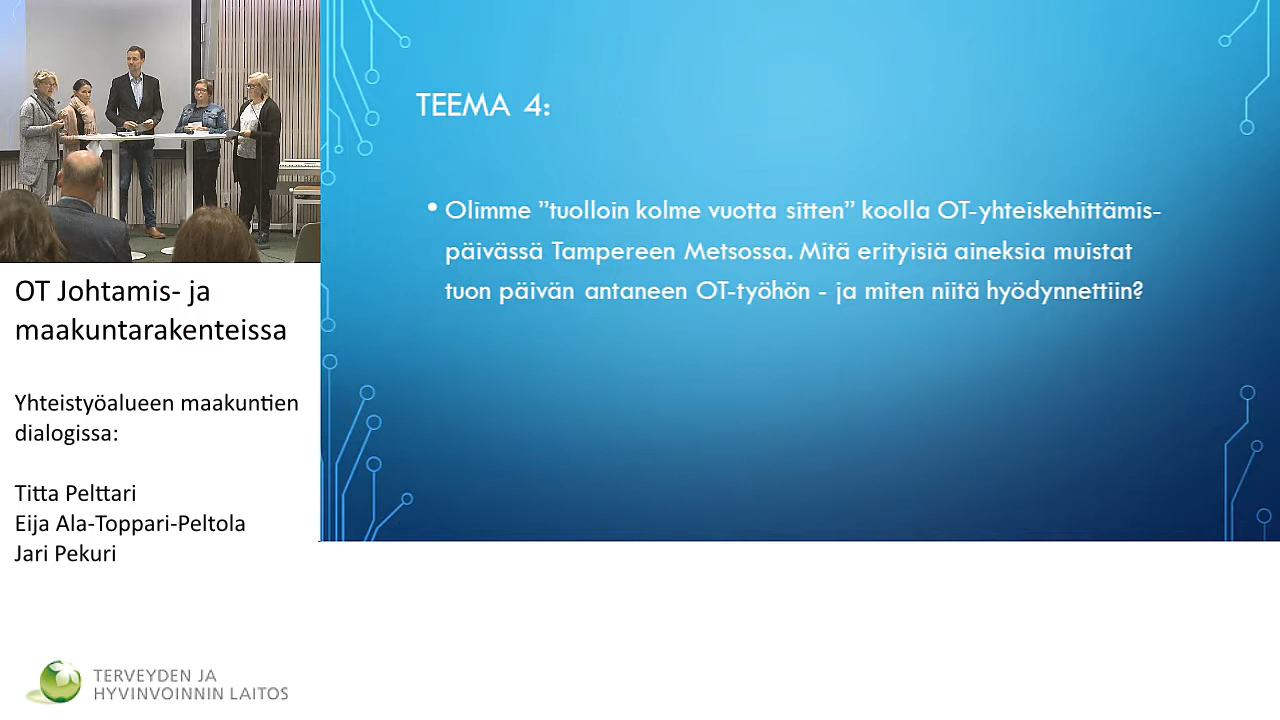 OT Johtamis- ja
maakuntarakenteissa
Yhteistyöalueen maakuntien
dialogissa:
Titta Pelttari
Eija Ala-Toppari-Peltola
Jari Pekuri
TERVEYDEN JA
HYVINVOINNIN LAITOS
TEEMA 4:
• Olimme ”tuolloin kolme vuotta sitten” koolla OT-yhteiskehittämis-
päivässä Tampereen Metsossa. Mitä erityisiä aineksia muistat
tuon päivän antaneen OT-työhön - ja miten niitä hyödynnettiin?